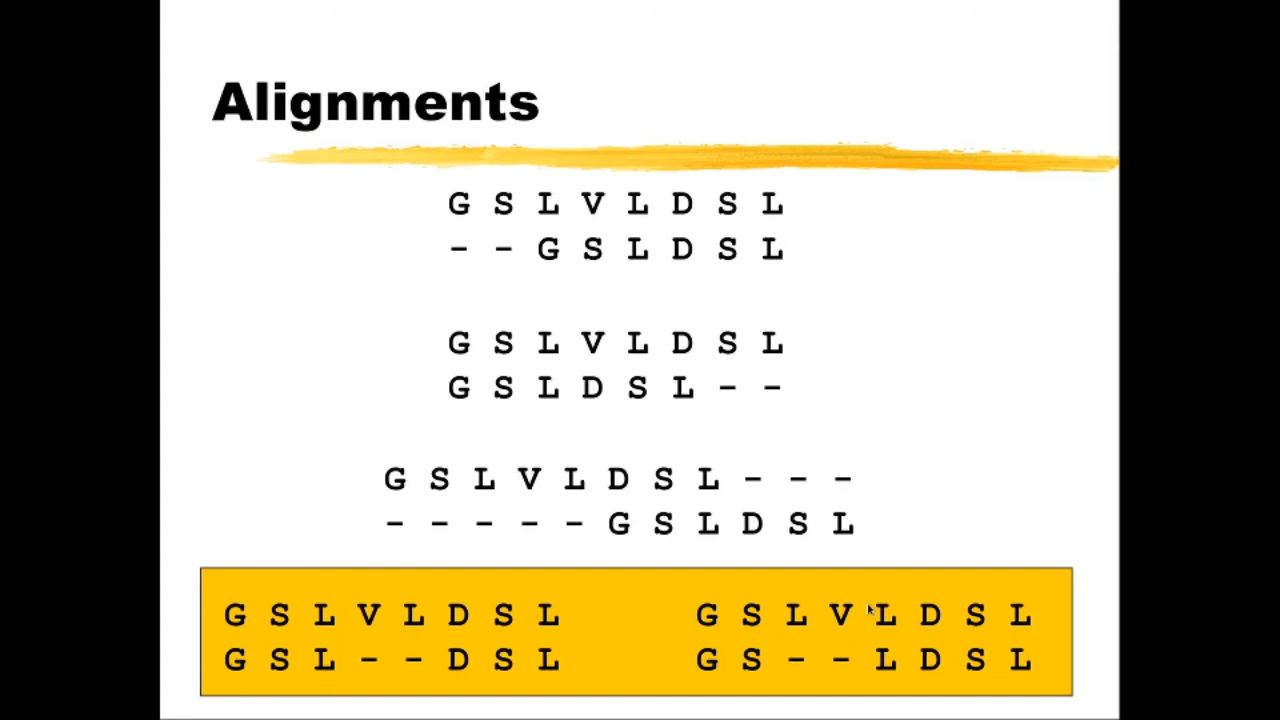 Alignments
G S L V L D S L
- - G S L D S L
G S L V L D S L
G S L D S L - -
G S L V L D S L - - -
- - - - - G S L D S L
G S L V L D S L
G S L - - D S L
G S L V L D S L
G S - - L D S L